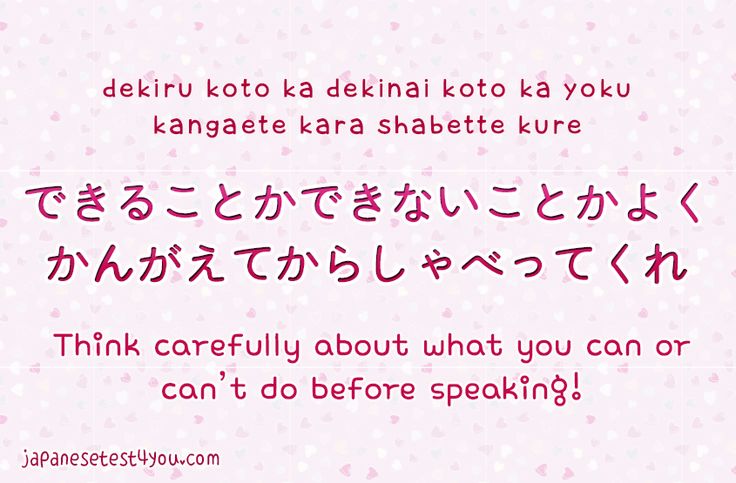 dekiru koto ka dekinai koto ka yoku
kangaete kara shabette kure
できることかできないことかよく
かんがえてからしゃべってくれ
Think carefully about what you can or
can't do before speaking!
japanesetest4you.com